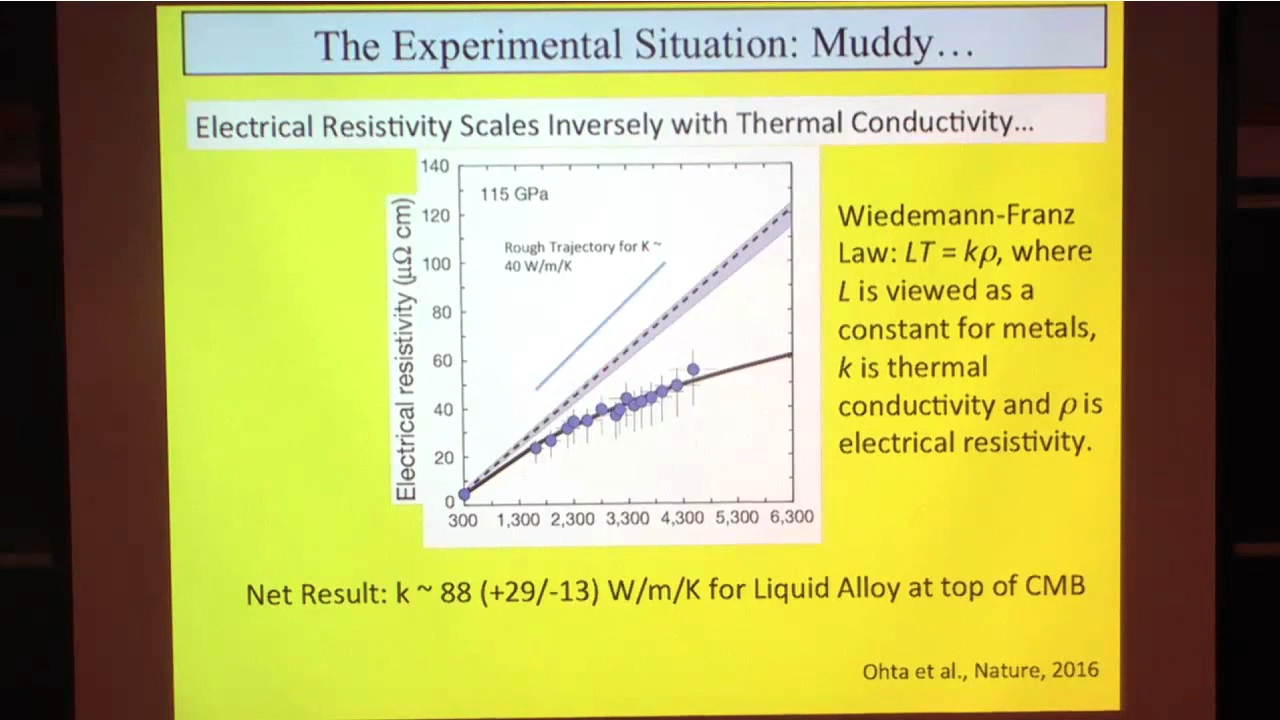 The Experimental Situation: Muddy…
Electrical Resistivity Scales Inversely with Thermal Conductivity…
140
120
100
80
60
40
20
0
Electrical resistivity (μΩ cm)
115 GPa
Rough Trajectory for K ~
40 W/m/K
300 1,300 2,300 3,300 4,300 5,300 6,300
Wiedemann-Franz
Law: LT = kρ, where
L is viewed as a
constant for metals,
k is thermal
conductivity and ρ is
electrical resistivity.
Net Result: k ~ 88 (+29/-13) W/m/K for Liquid Alloy at top of CMB
Ohta et al., Nature, 2016